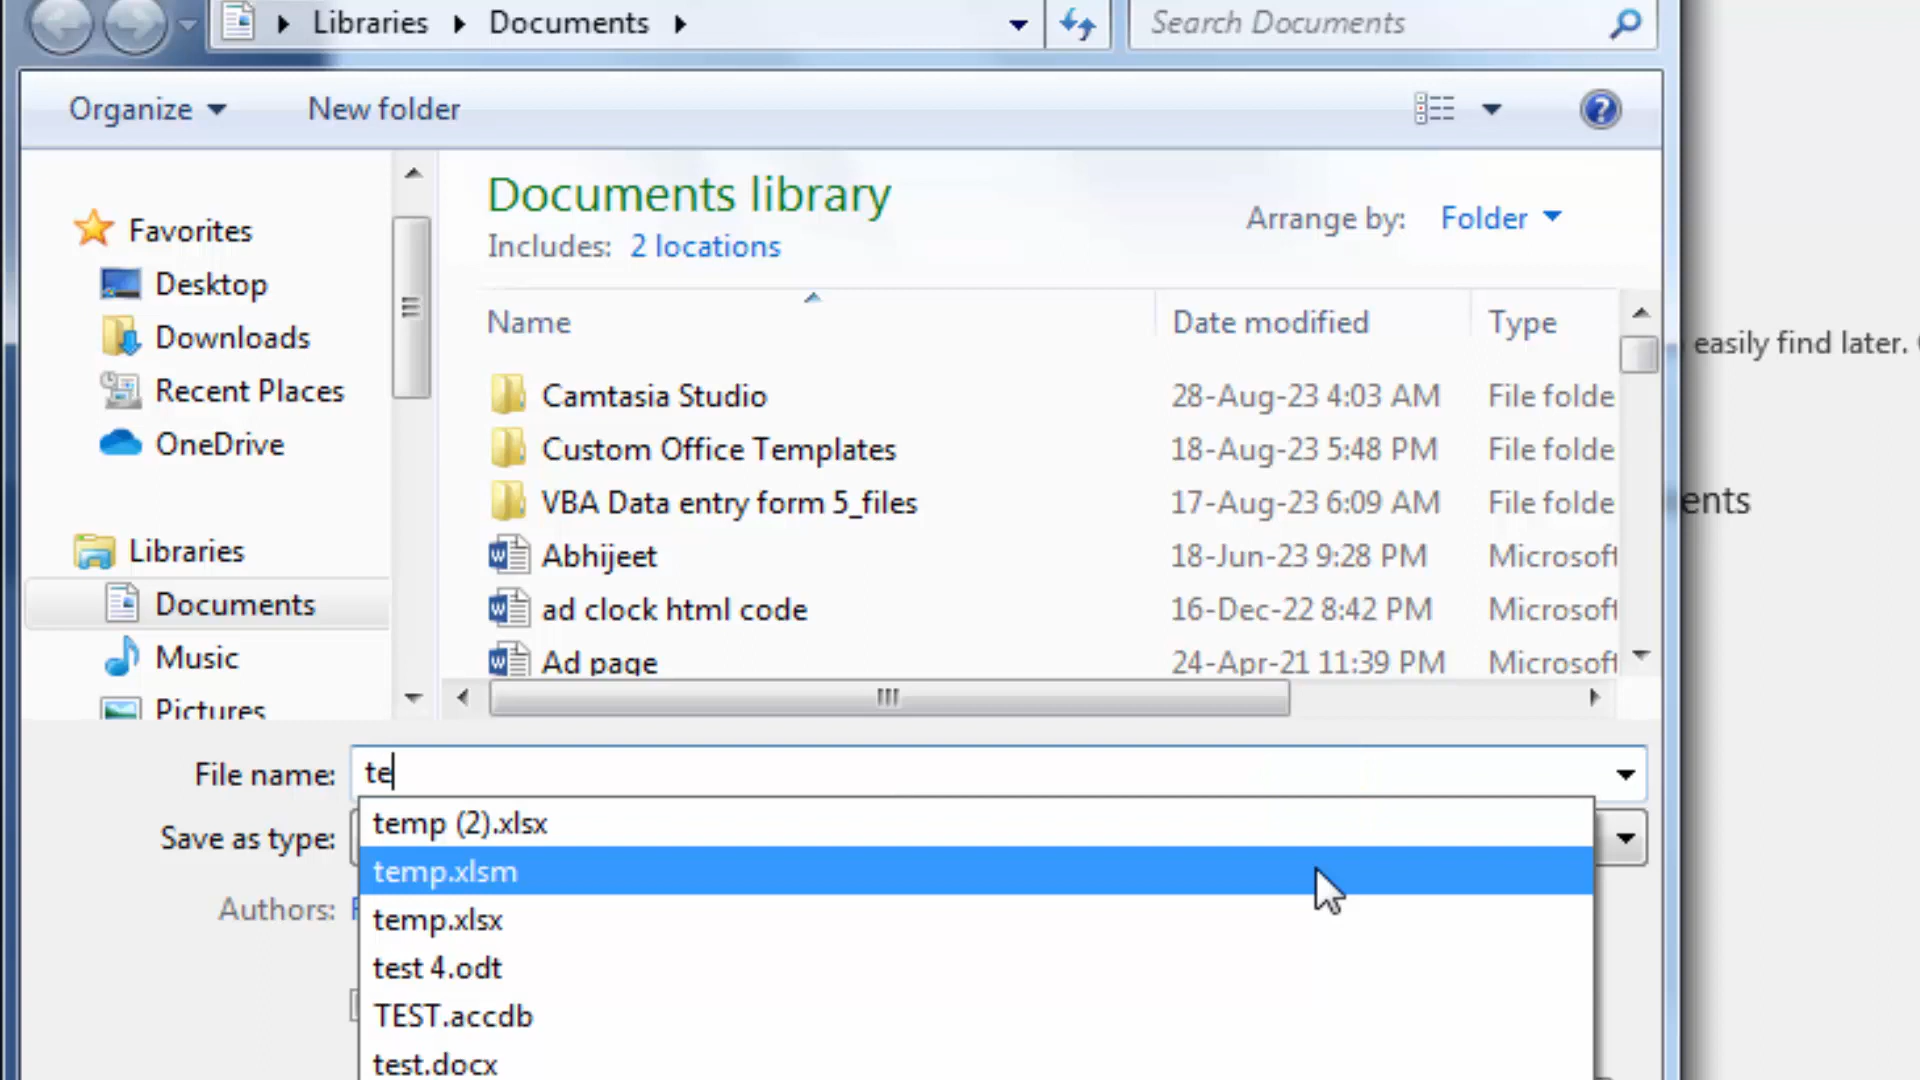 Libraries Documents
Search Documents
Organize
New folder
Documents library
Includes: 2 locations
Arrange by: Folder
Favorites
Desktop
Downloads
Recent Places
OneDrive
Libraries
Documents
Music
Pictures
Name Date modified Type
Camtasia Studio 28-Aug-23 4:03 AM File folde
Custom Office Templates 18-Aug-23 5:48 PM File folde
VBA Data entry form 5_files 17-Aug-23 6:09 AM File folde
Abhijeet 18-Jun-23 9:28 PM Microsoft
ad clock html code 16-Dec-22 8:42 PM Microsoft
Ad page 24-Apr-21 11:39 PM Microsoft
easily find later.
ents
File name: te
Save as type:
Authors:
temp (2).xlsx
temp.xlsm
temp.xlsx
test 4.odt
TEST.accdb
test.docx